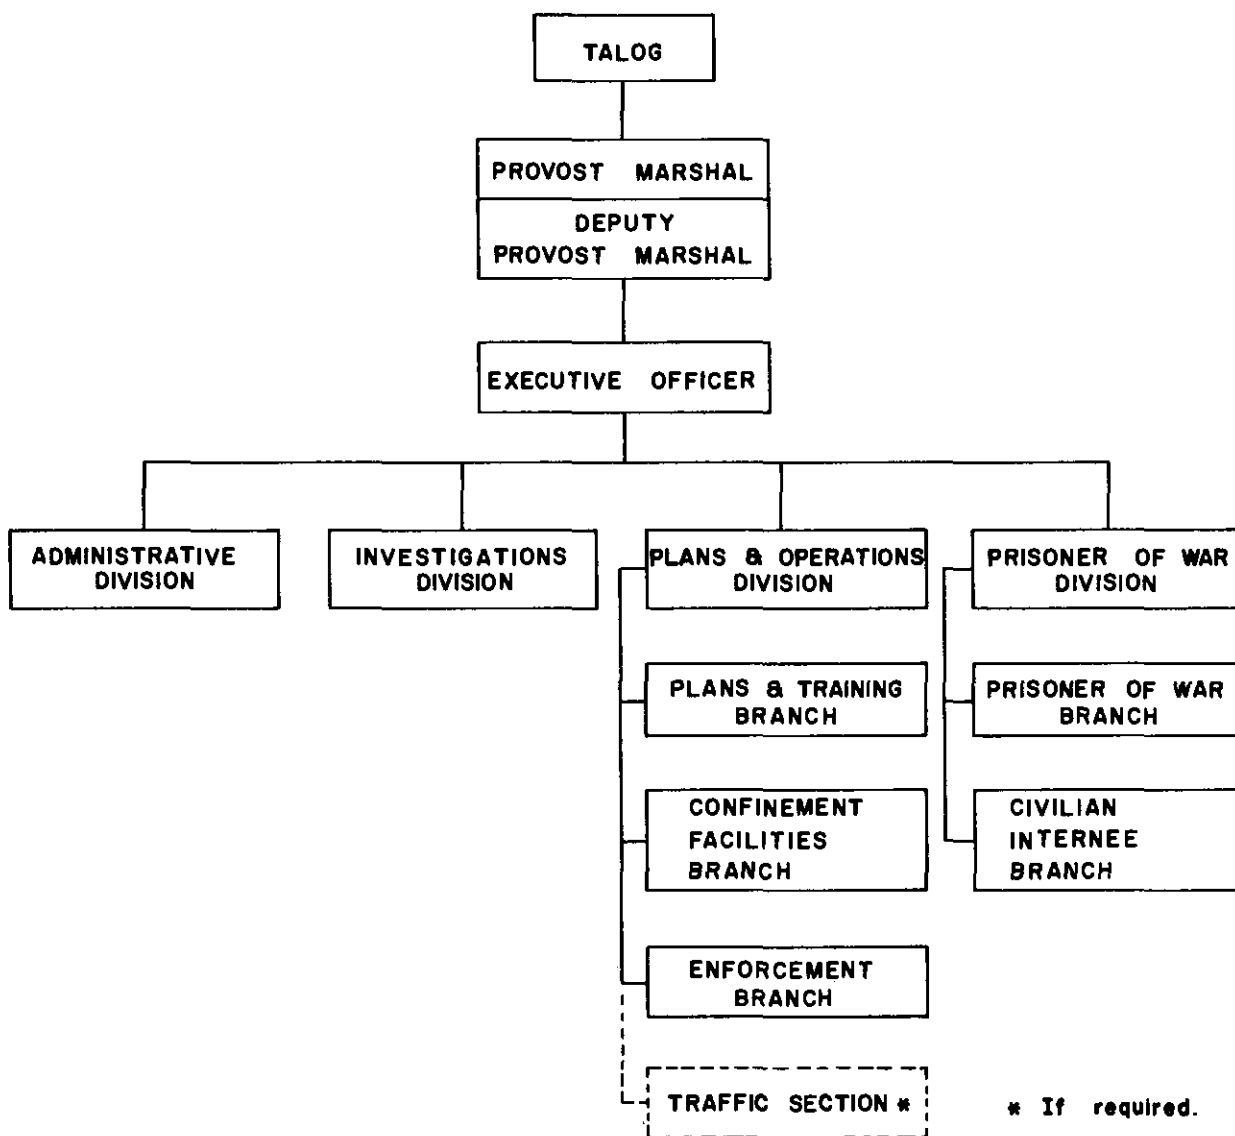 TALOG
PROVOST MARSHAL
DEPUTY
PROVOST MARSHAL
EXECUTIVE OFFICER
ADMINISTRATIVE
DIVISION
INVESTIGATIONS
DIVISION
PLANS & OPERATIONS
DIVISION
PRISONER OF WAR
DIVISION
PLANS & TRAINING
BRANCH
PRISONER OF WAR
BRANCH
CONFINEMENT
FACILITIES
BRANCH
CIVILIAN
INTERNEE
BRANCH
ENFORCEMENT
BRANCH
TRAFFIC SECTION *
* If required.